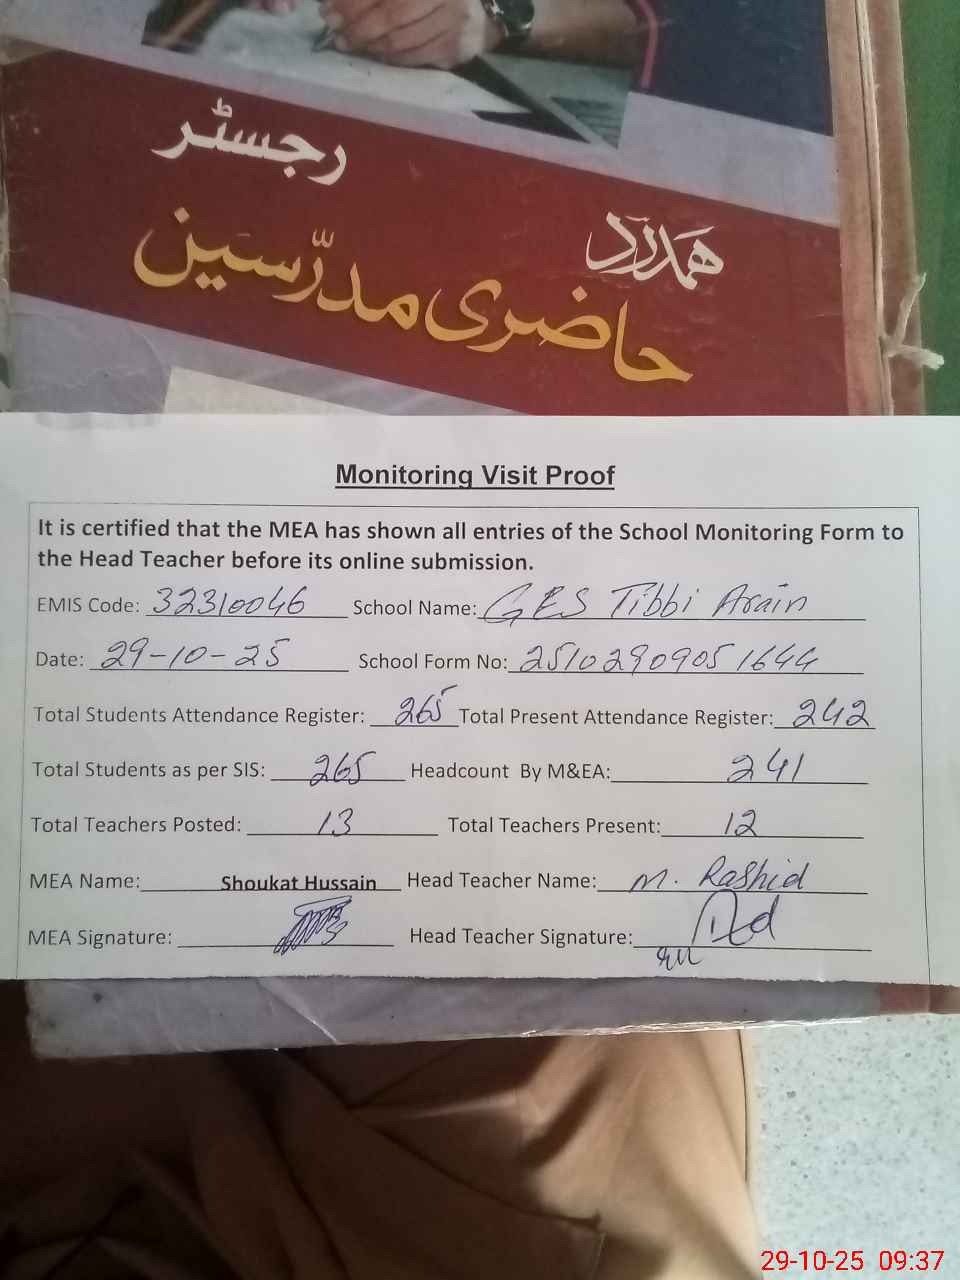 رجسٹر
ہمدرد
حاضری مدرّسین
Monitoring Visit Proof
It is certified that the MEA has shown all entries of the School Monitoring Form to
the Head Teacher before its online submission.
EMIS Code: 32310046 School Name: GES Tibbi Arain
Date: 29-10-25 School Form No: 25102909051644
Total Students Attendance Register: 265 Total Present Attendance Register: 242
Total Students as per SIS: 265 Headcount By M&EA: 241
Total Teachers Posted: 13 Total Teachers Present: 12
MEA Name: Shoukat Hussain Head Teacher Name: M. Rashid
MEA Signature: Head Teacher Signature:
29-10-25 09:37